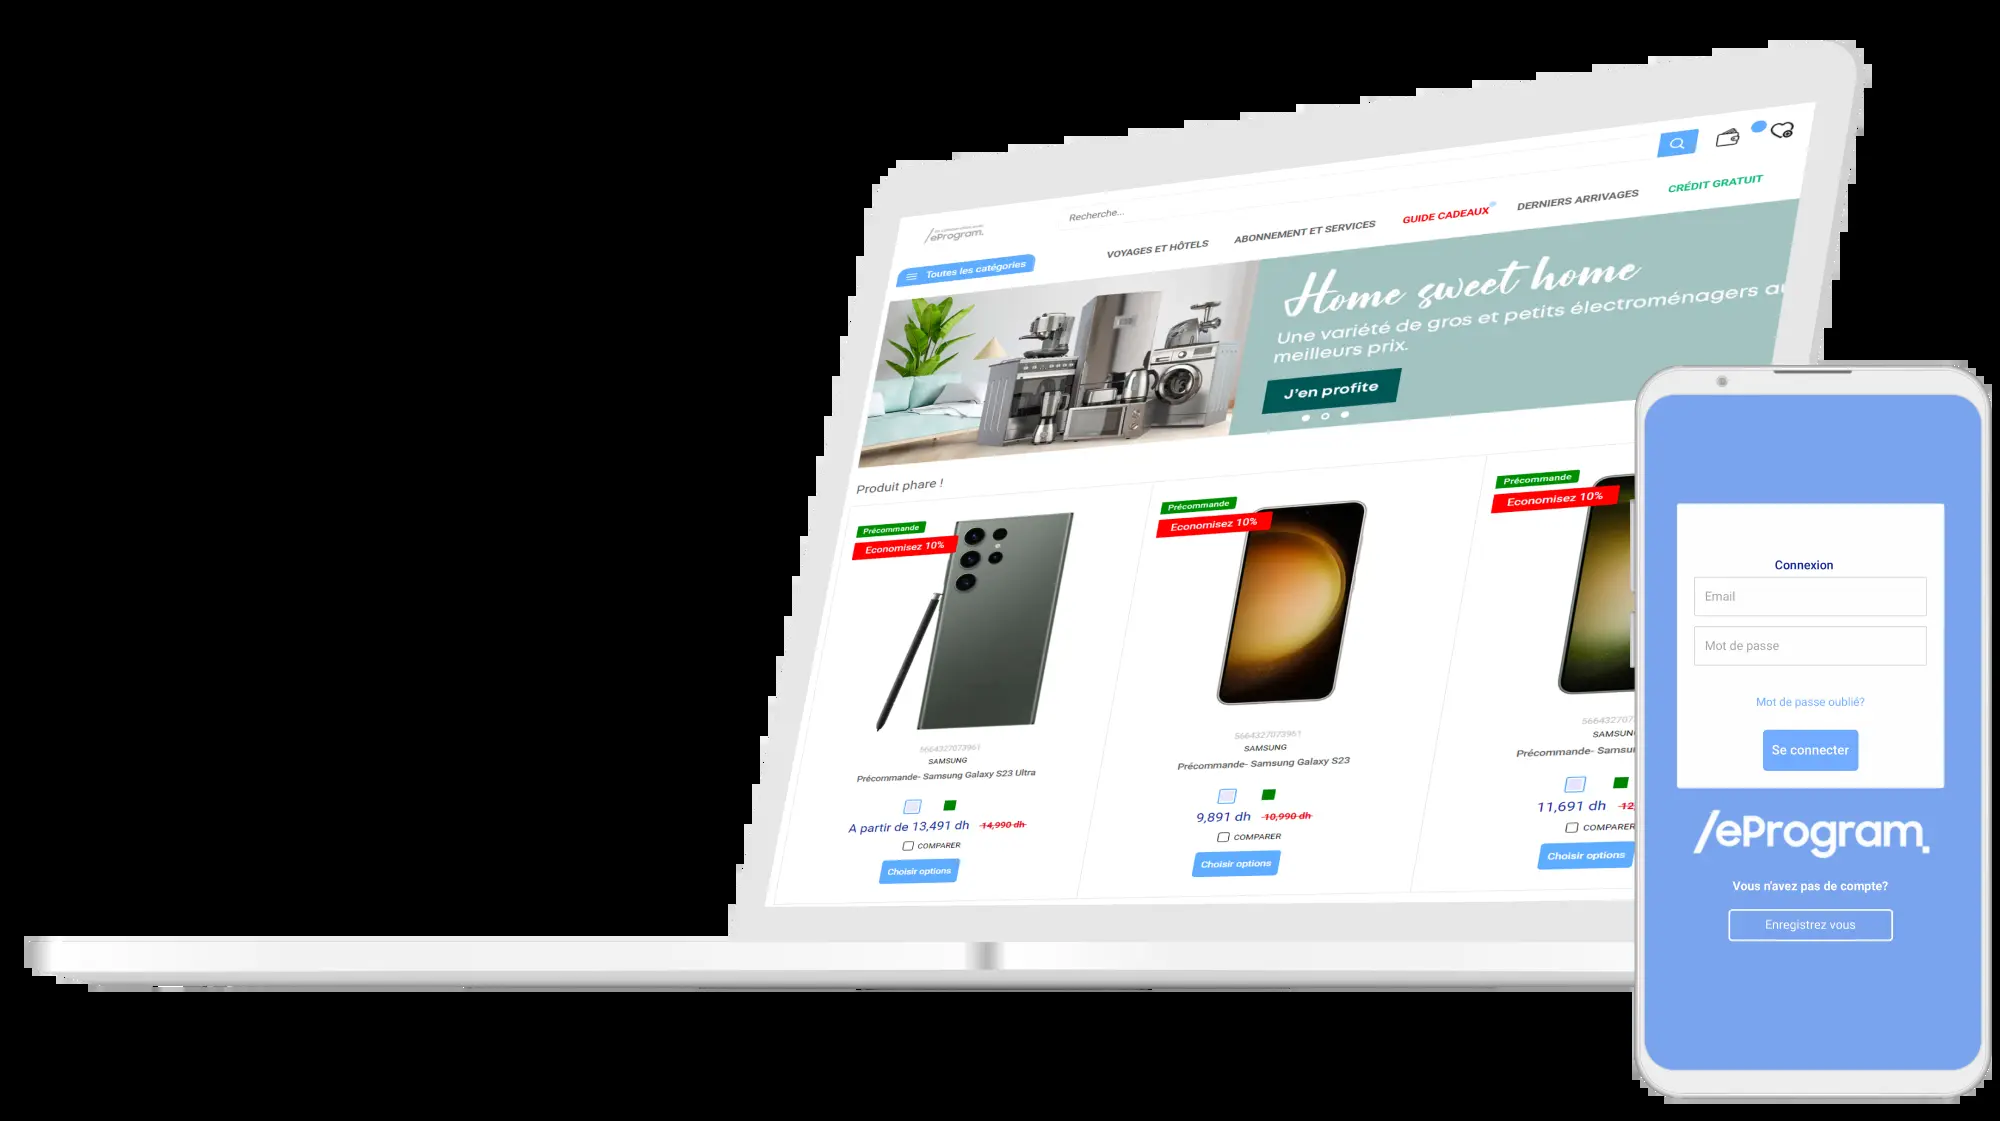 Recherche...
/eProgram.
Toutes les catégories
VOYAGES ET HÔTELS
ABONNEMENT ET SERVICES
GUIDE CADEAUX
DERNIERS ARRIVAGES
CRÉDIT GRATUIT
Home sweet home
Une variété de gros et petits électroménagers au
meilleurs prix.
J'en profite
Produit phare !
Précommande
Economisez 10%
5664327073961
SAMSUNG
Précommande- Samsung Galaxy S23 Ultra
A partir de 13,491 dh 14,990 dh
COMPARER
Choisir options
Précommande
Economisez 10%
5664327073961
SAMSUNG
Précommande- Samsung Galaxy S23
9,891 dh 10,990 dh
COMPARER
Choisir options
Précommande
Economisez 10%
566432707
SAMSUN
Précommande- Samsu
11,691 dh 12,
COMPARER
Choisir options
Connexion
Email
Mot de passe
Mot de passe oublié?
Se connecter
/eProgram.
Vous n'avez pas de compte?
Enregistrez vous